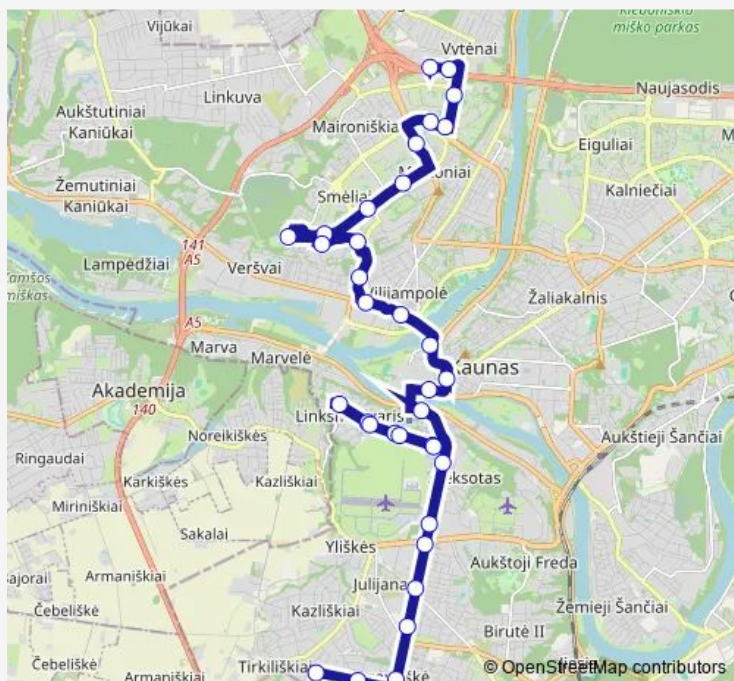 miško parkas
Vijūkai
Vytėnai
Linkuva
Naujasodis
Aukštutiniai
Kaniūkai
Maironiškia
Eiguliai
Žemutiniai
Kaniūkai
Smėliai
Kalniečiai
141
A5
Lampėdžiai
Veršvai
Vilijampolė
Žaliakalnis
A5
Marva
Marvelė
Kaunas
Akademija
140
Noreikiškės
Aukštieji Šančiai
Ringaudai
Karkiškės
Kazliškiai
Miriniškiai
Sakalai
Yliškės
Aukštoji Freda
Armaniškiai
Julijana
Čebeliškė
Kazliškiai
Žemieji Šančiai
Birutė II
Čebeliškė
Armaniškiai
Tirkiliškiai
© OpenStreetMap contributors